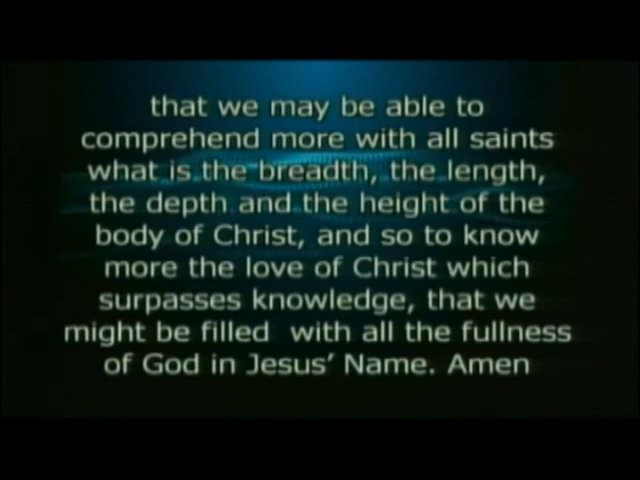 that we may be able to
comprehend more with all saints
what is the breadth, the length,
the depth and the height of the
body of Christ, and so to know
more the love of Christ which
surpasses knowledge, that we
might be filled  with all the fullness
of God in Jesus’ Name. Amen